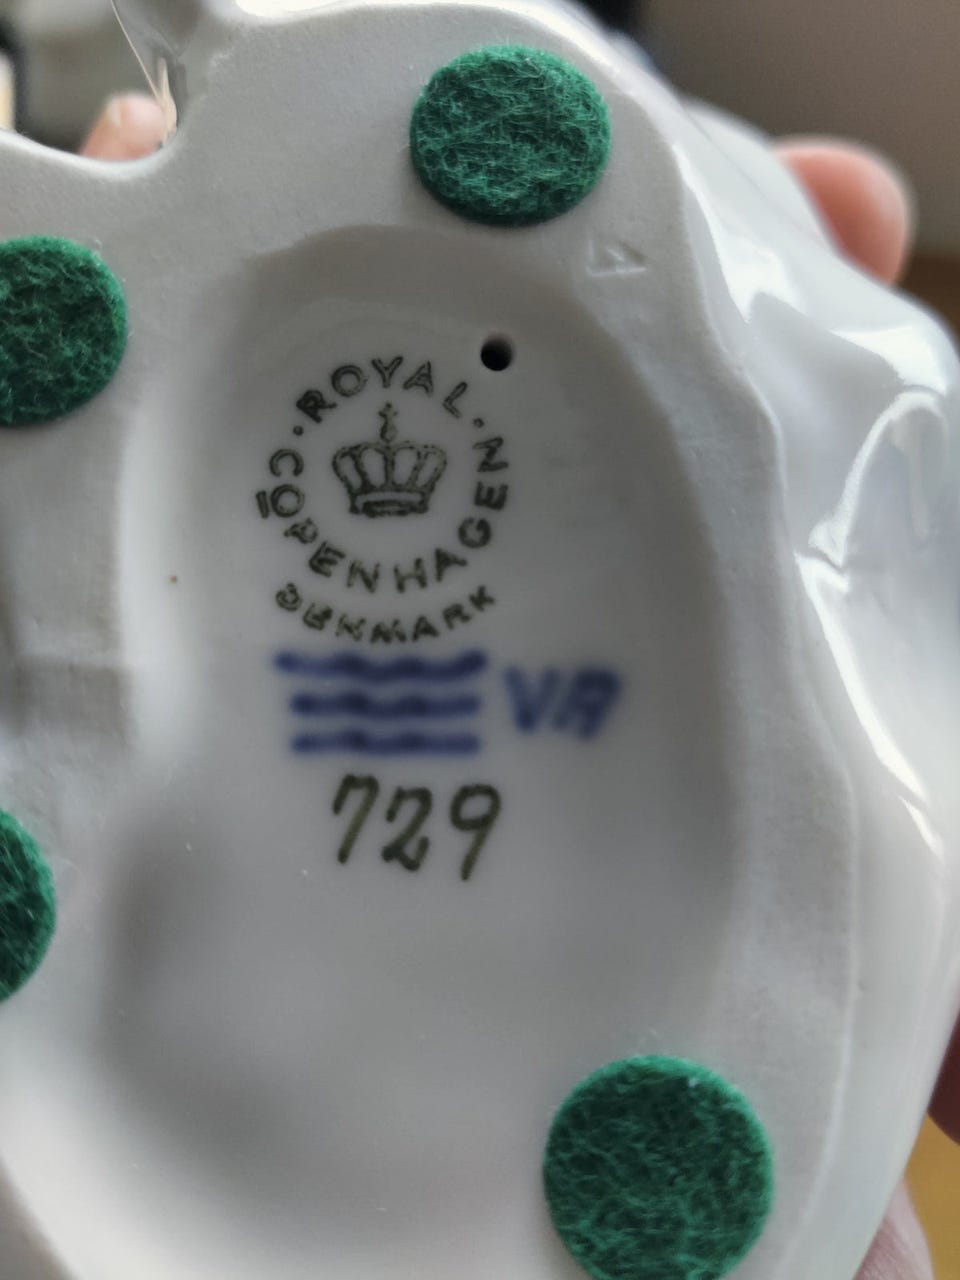 · ROYAL ·
COPENHAGEN
DENMARK
VR
729